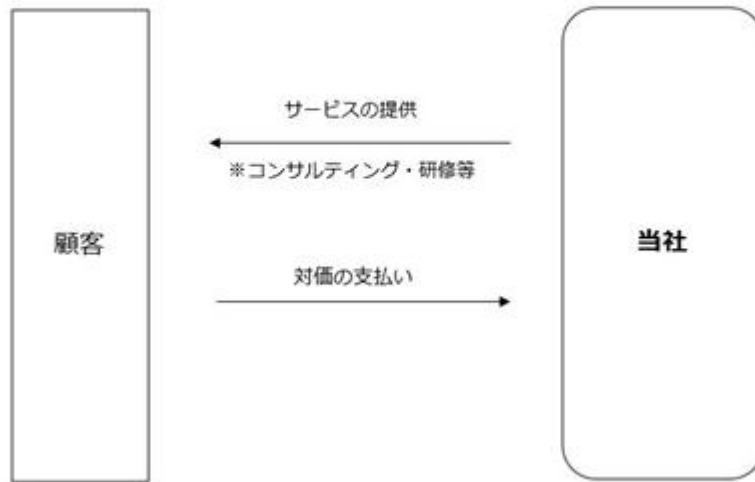 サービスの提供
※コンサルティング・研修等
顧客
当社
対価の支払い